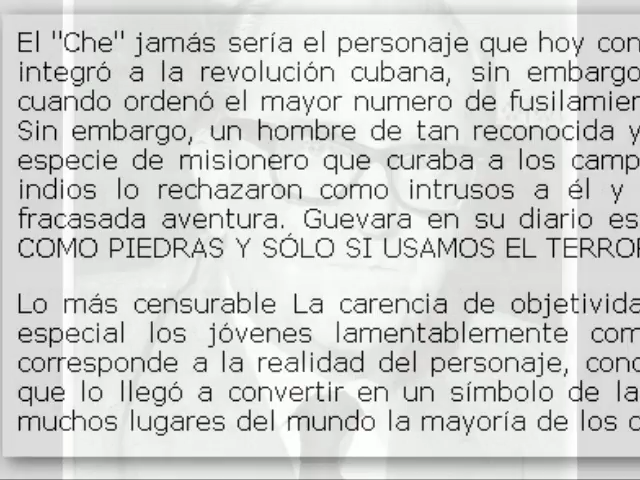 El "Che" jamás sería el personaje que hoy con
integró a la revolución cubana, sin embargo
cuando ordenó el mayor numero de fusilamier
Sin embargo, un hombre de tan reconocida y
especie de misionero que curaba a los camp
indios lo rechazaron como intrusos a él y
fracasada aventura. Guevara en su diario es
COMO PIEDRAS Y SÓLO SI USAMOS EL TERROR
Lo más censurable La carencia de objetivida
especial los jóvenes lamentablemente com
corresponde a la realidad del personaje, cond
que lo llegó a convertir en un símbolo de la
muchos lugares del mundo la mayoría de los